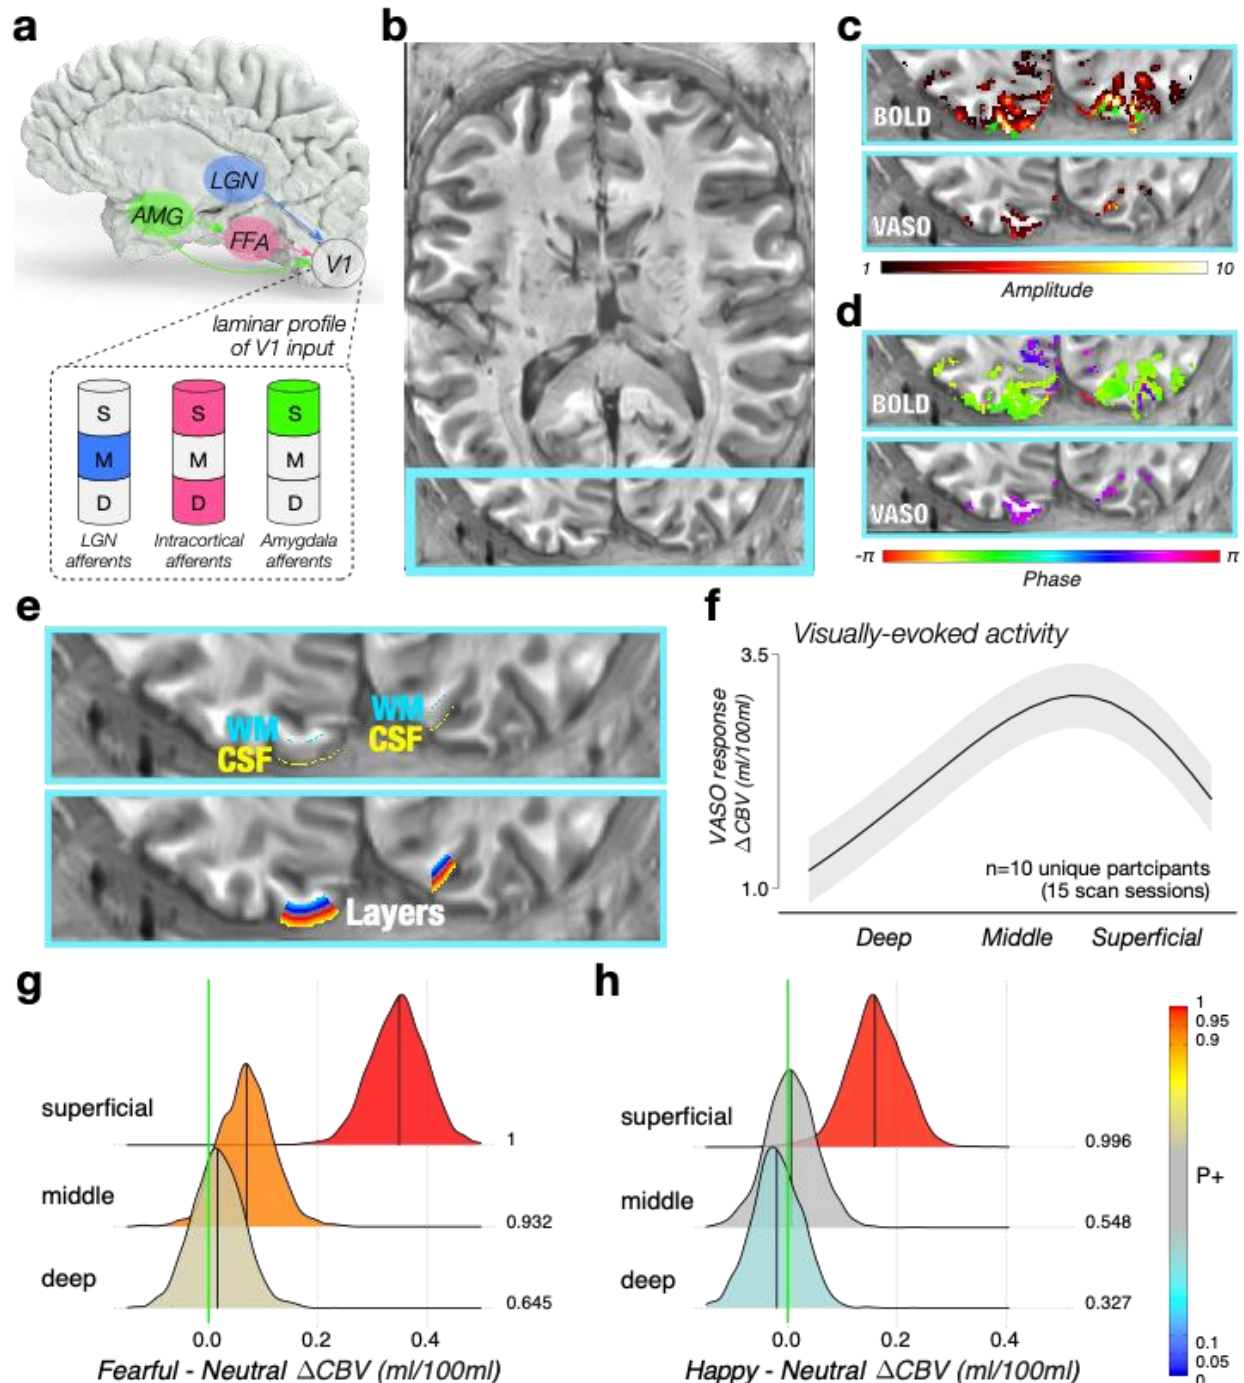 a
LGN
AMG
FFA
V1
laminar profile
of V1 input
S
S
S
M
M
M
D
D
D
LGN
afferents
Intracortical
afferents
Amygdala
afferents
b
c
BOLD
VASO
1
10
Amplitude
d
BOLD
VASO
-π
π
Phase
e
WM
CSF
WM
CSF
Layers
f
Visually-evoked activity
3.5
VASO response
ΔCBV (ml/100ml)
1.0
n=10 unique partcipants
(15 scan sessions)
Deep
Middle
Superficial
g
superficial
1
middle
0.932
deep
0.645
0.0
0.2
0.4
Fearful - Neutral ΔCBV (ml/100ml)
h
superficial
0.996
middle
0.548
deep
0.327
0.0
0.2
0.4
Happy - Neutral ΔCBV (ml/100ml)
1
0.95
0.9
P+
0.1
0.05
0